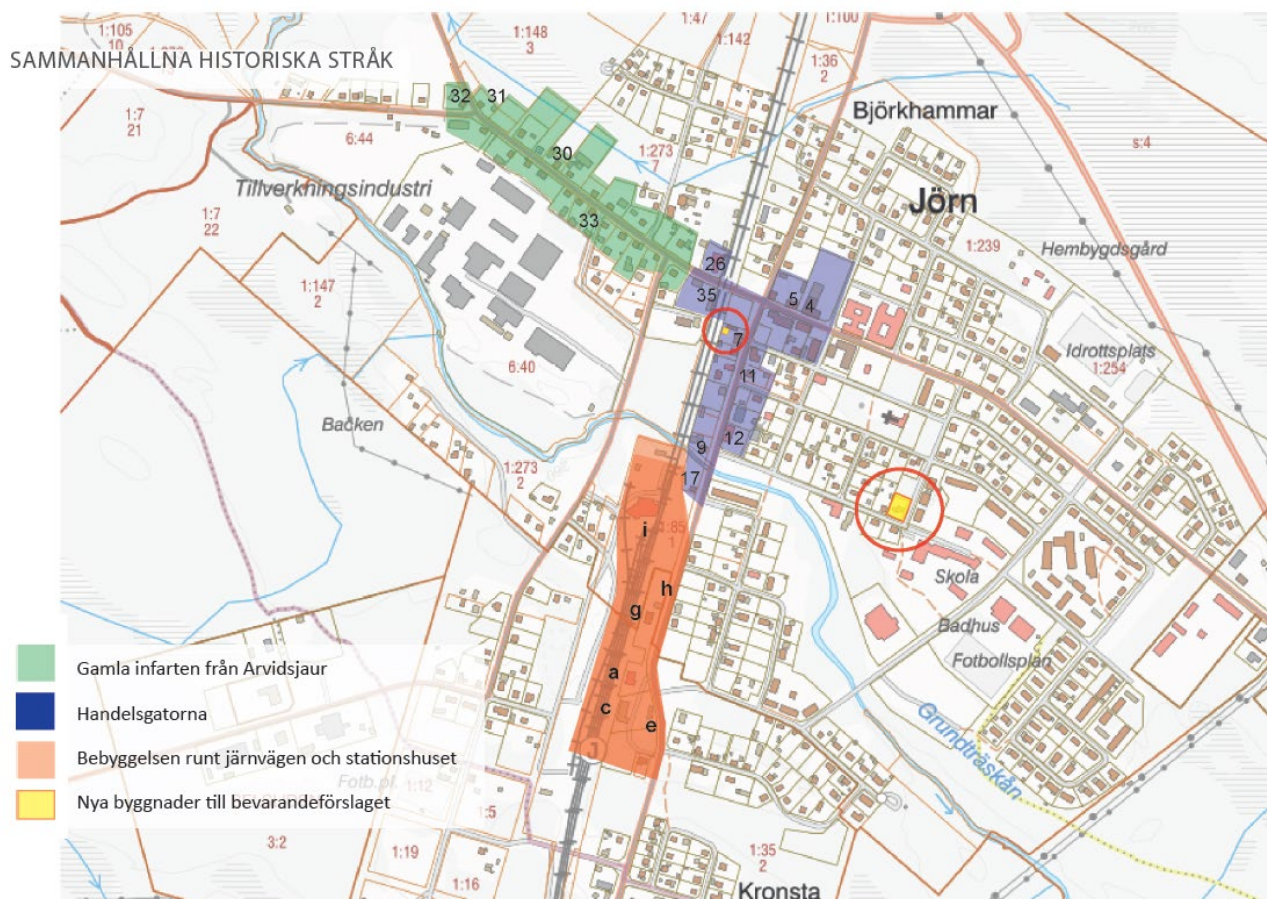 SAMMANHÅLLNA HISTORISKA STRÅK
1:105
10
1:148
3
1:47
1:142
1:100
1:36
2
Björkhammar
Jörn
s:4
32
31
30
33
1:7
21
6:44
1:273
7
Tillverkningsindustri
1:7
22
1:239
Hembygdsgård
1:147
2
26
35
5
4
7
11
Idrottsplats
1:254
6:40
Backen
12
9
17
1:273
2
1:85
1
i
h
g
a
c
e
J
Skola
Badhus
Fotbollsplan
Grundträskån
Gamla infarten från Arvidsjaur
Handelsgatorna
Bebyggelsen runt järnvägen och stationshuset
Nya byggnader till bevarandeförslaget
Fotb.pl.
1:12
1:5
3:2
1:19
1:16
1:35
2
Kronsta